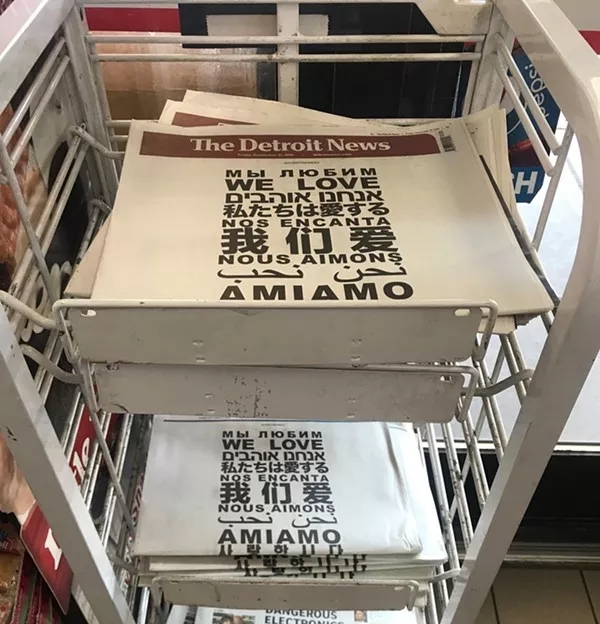 The Detroit News
ADVERTISEMENT
МЫ ЛЮБИМ
WE LOVE
אנחנו אוהבים
私たちは愛する
NOS ENCANTA
我们爱
NOUS AIMONS
نحن نحب
AMIAMO
pepsi
МЫ ЛЮБИМ
WE LOVE
אנחנו אוהבים
私たちは愛する
NOS ENCANTA
我们爱
NOUS AIMONS
نحن نحب
AMIAMO
DANGEROUS